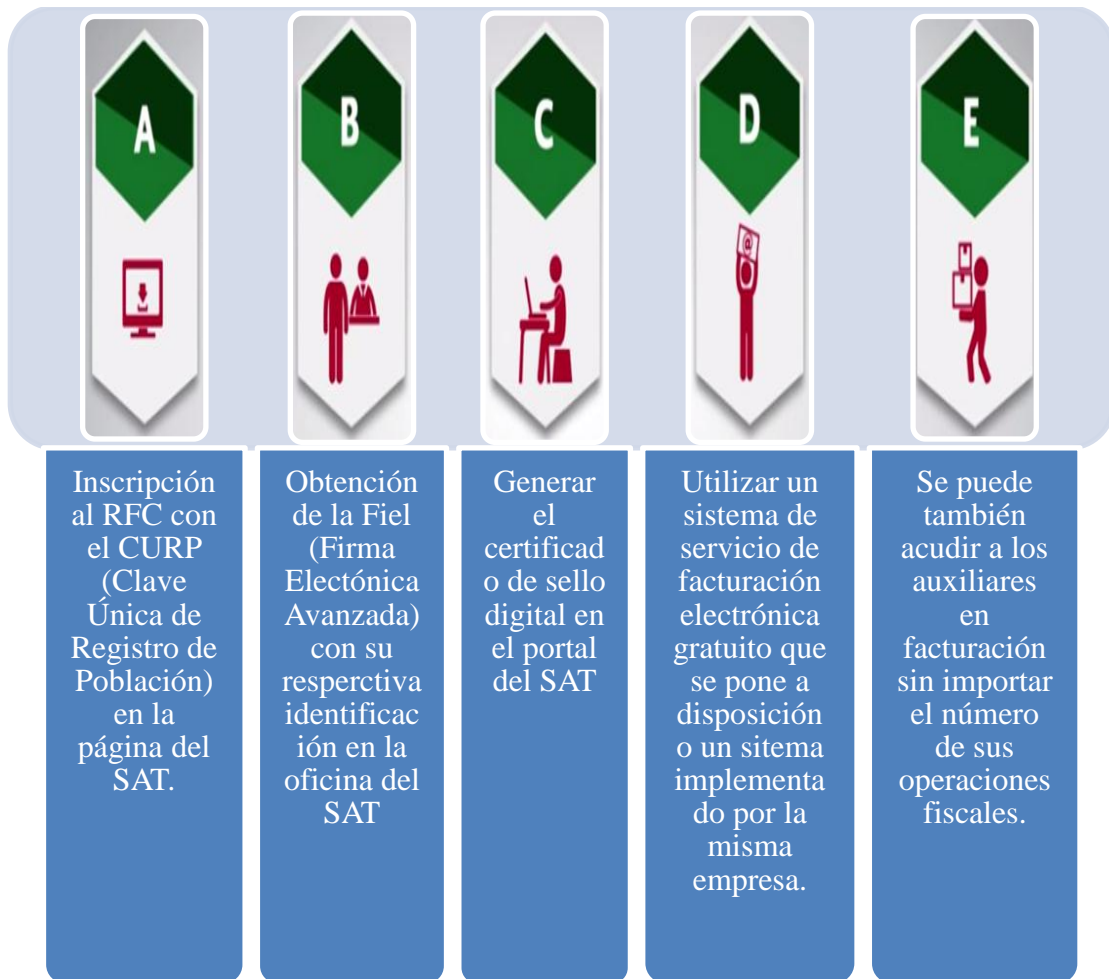 A
B
C
D
E
@
Inscripción
al RFC con
el CURP
(Clave
Única de
Registro de
Población)
en la
página del
SAT.
Obtención
de la Fiel
(Firma
Electónica
Avanzada)
con su
resperctiva
identificac
ión en la
oficina del
SAT
Generar
el
certificad
o de sello
digital en
el portal
del SAT
Utilizar un
sistema de
servicio de
facturación
electrónica
gratuito que
se pone a
disposición
o un sitema
implementa
do por la
misma
empresa.
Se puede
también
acudir a los
auxiliares
en
facturación
sin importar
el número
de sus
operaciones
fiscales.